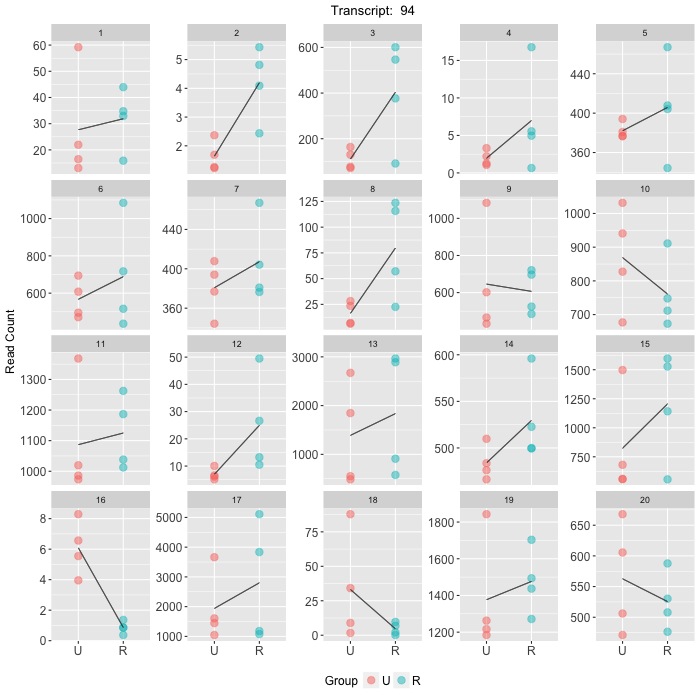 Transcript: 94
1 2 3 4 5
60 50 40 30 20
5 4 3 2
600 400 200
15 10 5 0
440 400 360
6 7 8 9 10
1000 800 600
440 400 360
125 100 75 50 25
1000 800 600
1000 900 800 700
Read Count
11 12 13 14 15
1300 1200 1100 1000
50 40 30 20 10
3000 2000 1000
600 550 500
1500 1250 1000 750
16 17 18 19 20
8 6 4 2 0
5000 4000 3000 2000 1000
75 50 25 0
1800 1600 1400 1200
650 600 550 500
U R U R U R U R U R
Group U R